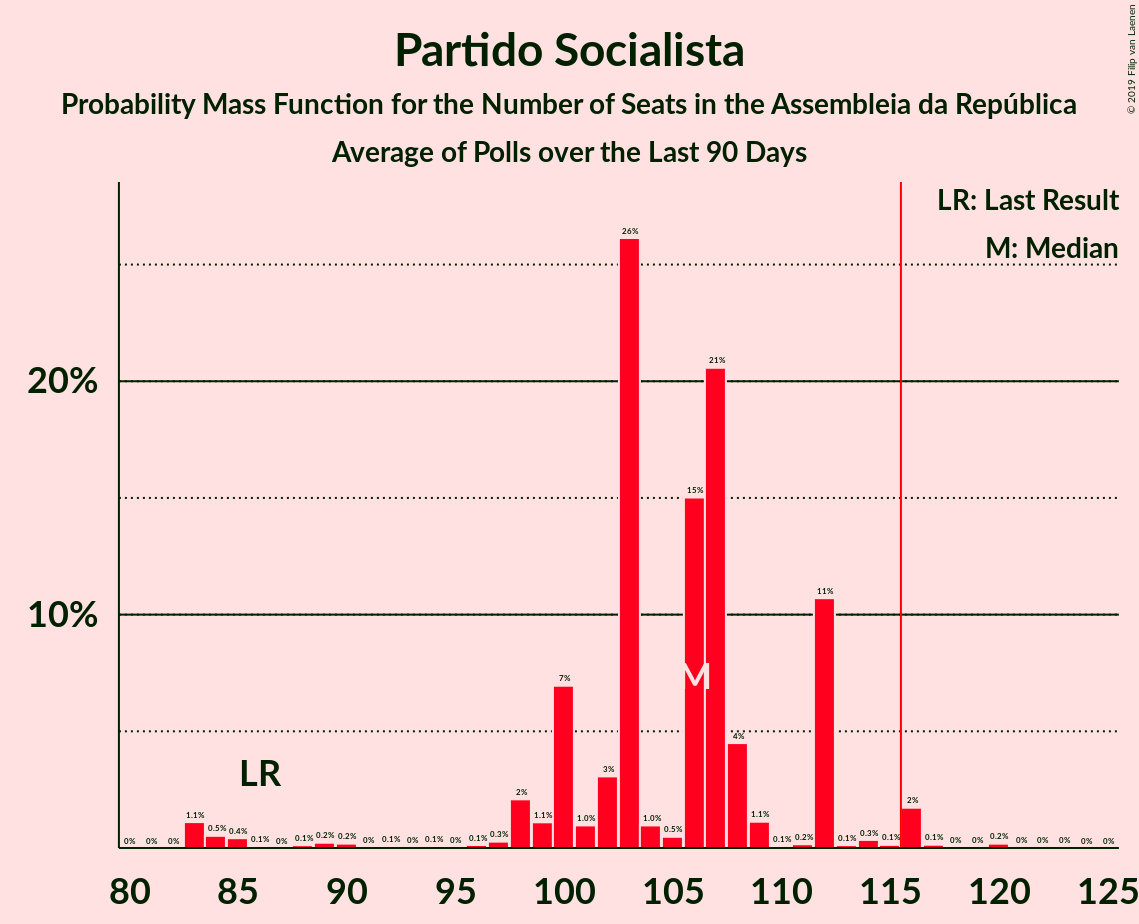 Partido Socialista
Probability Mass Function for the Number of Seats in the Assembleia da República
Average of Polls over the Last 90 Days
© 2019 Filip van Laenen
LR: Last Result
M: Median
26%
21%
20%
15%
11%
10%
7%
M
4%
LR
3%
2% 2%
1.1% 0.5% 0.4% 0.1% 0% 0.1% 0.2% 0.2% 0% 0.1% 0% 0.1% 0% 0.1% 0.3% 1.1% 1.0% 1.0% 0.5% 1.1% 0.1% 0.2% 0.1% 0.3% 0.1% 0.1% 0% 0% 0.2% 0% 0% 0% 0% 0%
0% 0% 0%
80 85 90 95 100 105 110 115 120 125